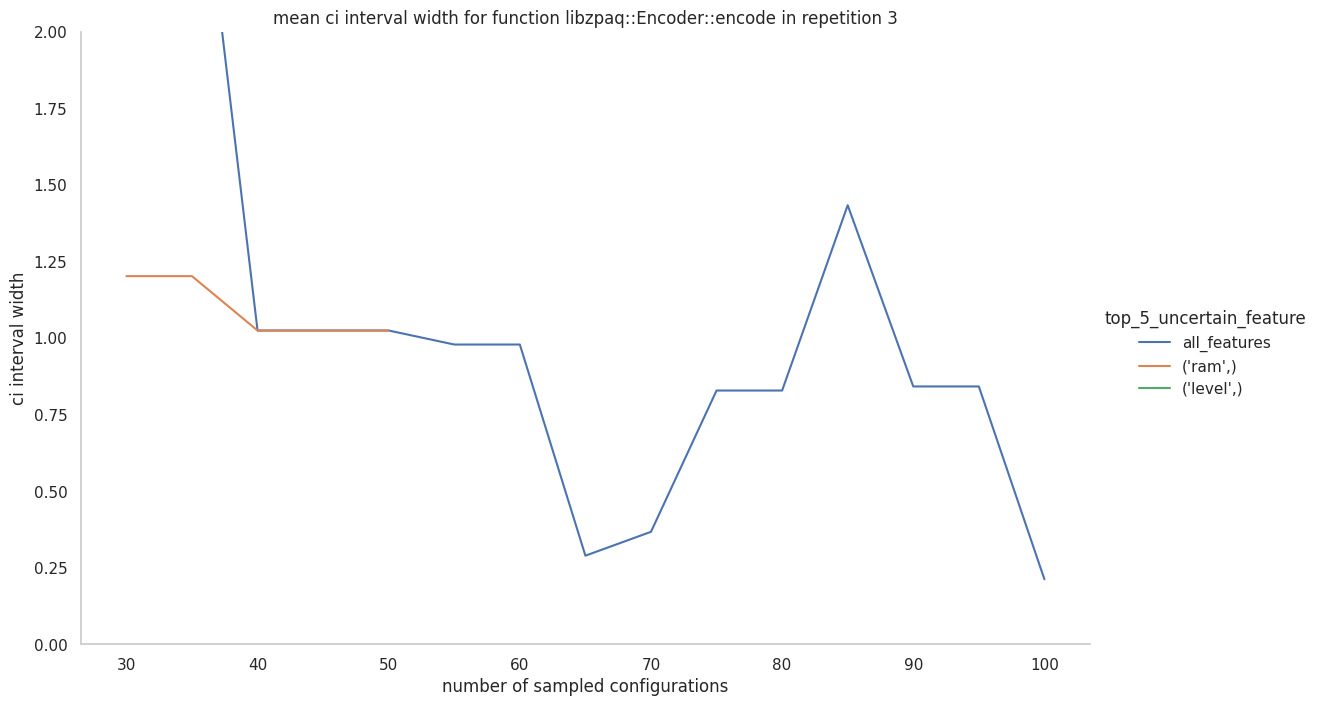 mean ci interval width for function libzpaq::Encoder::encode in repetition 3
2.00
1.75
1.50
1.25
1.00
0.75
0.50
0.25
0.00
ci interval width
30 40 50 60 70 80 90 100
number of sampled configurations
top_5_uncertain_feature
all_features
('ram',)
('level',)